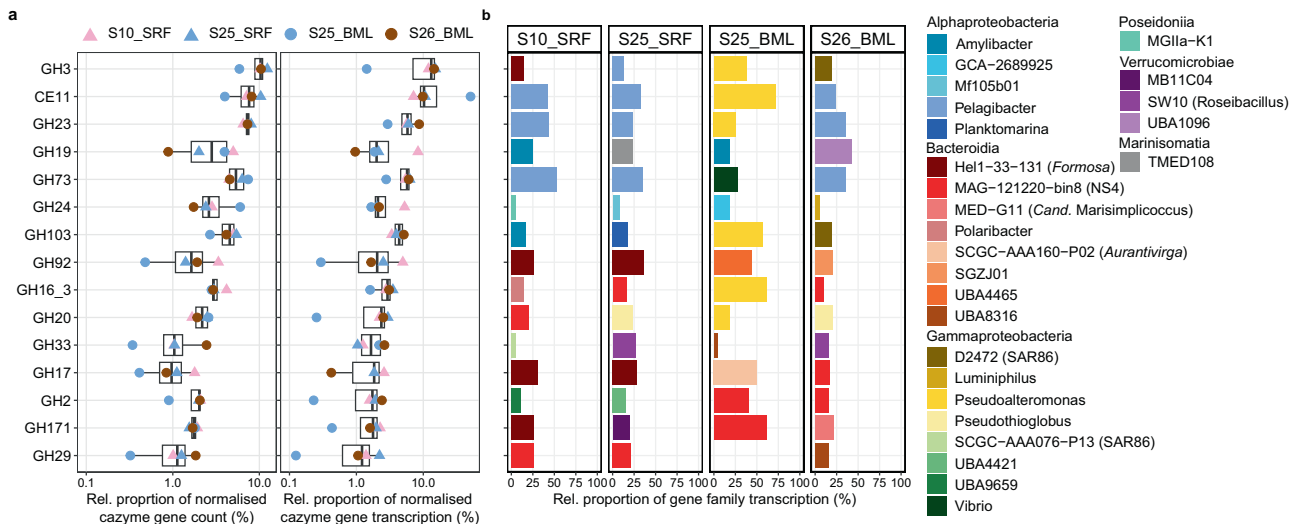 a
S10_SRF S25_SRF S25_BML S26_BML
GH3
CE11
GH23
GH19
GH73
GH24
GH103
GH92
GH16_3
GH20
GH33
GH17
GH2
GH171
GH29
0.1 1.0 10.0
Rel. proprtion of normalised
cazyme gene count (%)
0.1 1.0 10.0
Rel. proprtion of normalised
cazyme gene transcription (%)
b
S10_SRF S25_SRF S25_BML S26_BML
0 25 50 75 100 0 25 50 75 100 0 25 50 75 100 0 25 50 75 100
Rel. proportion of gene family transcription (%)
Alphaproteobacteria
Amylibacter
GCA-2689925
Mf105b01
Pelagibacter
Planktomarina
Bacteroidia
Hel1-33-131 (Formosa)
MAG-121220-bin8 (NS4)
MED-G11 (Cand. Marisimplicoccus)
Polaribacter
SCGC-AAA160-P02 (Aurantivirga)
SGZJ01
UBA4465
UBA8316
Gammaproteobacteria
D2472 (SAR86)
Luminiphilus
Pseudoalteromonas
Pseudothioglobus
SCGC-AAA076-P13 (SAR86)
UBA4421
UBA9659
Vibrio
Poseidoniia
MGIIa-K1
Verrucomicrobiae
MB11C04
SW10 (Roseibacillus)
UBA1096
Marinisomatia
TMED108